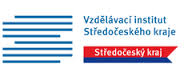 Vzdělávací institut
Středočeského kraje
Středočeský kraj